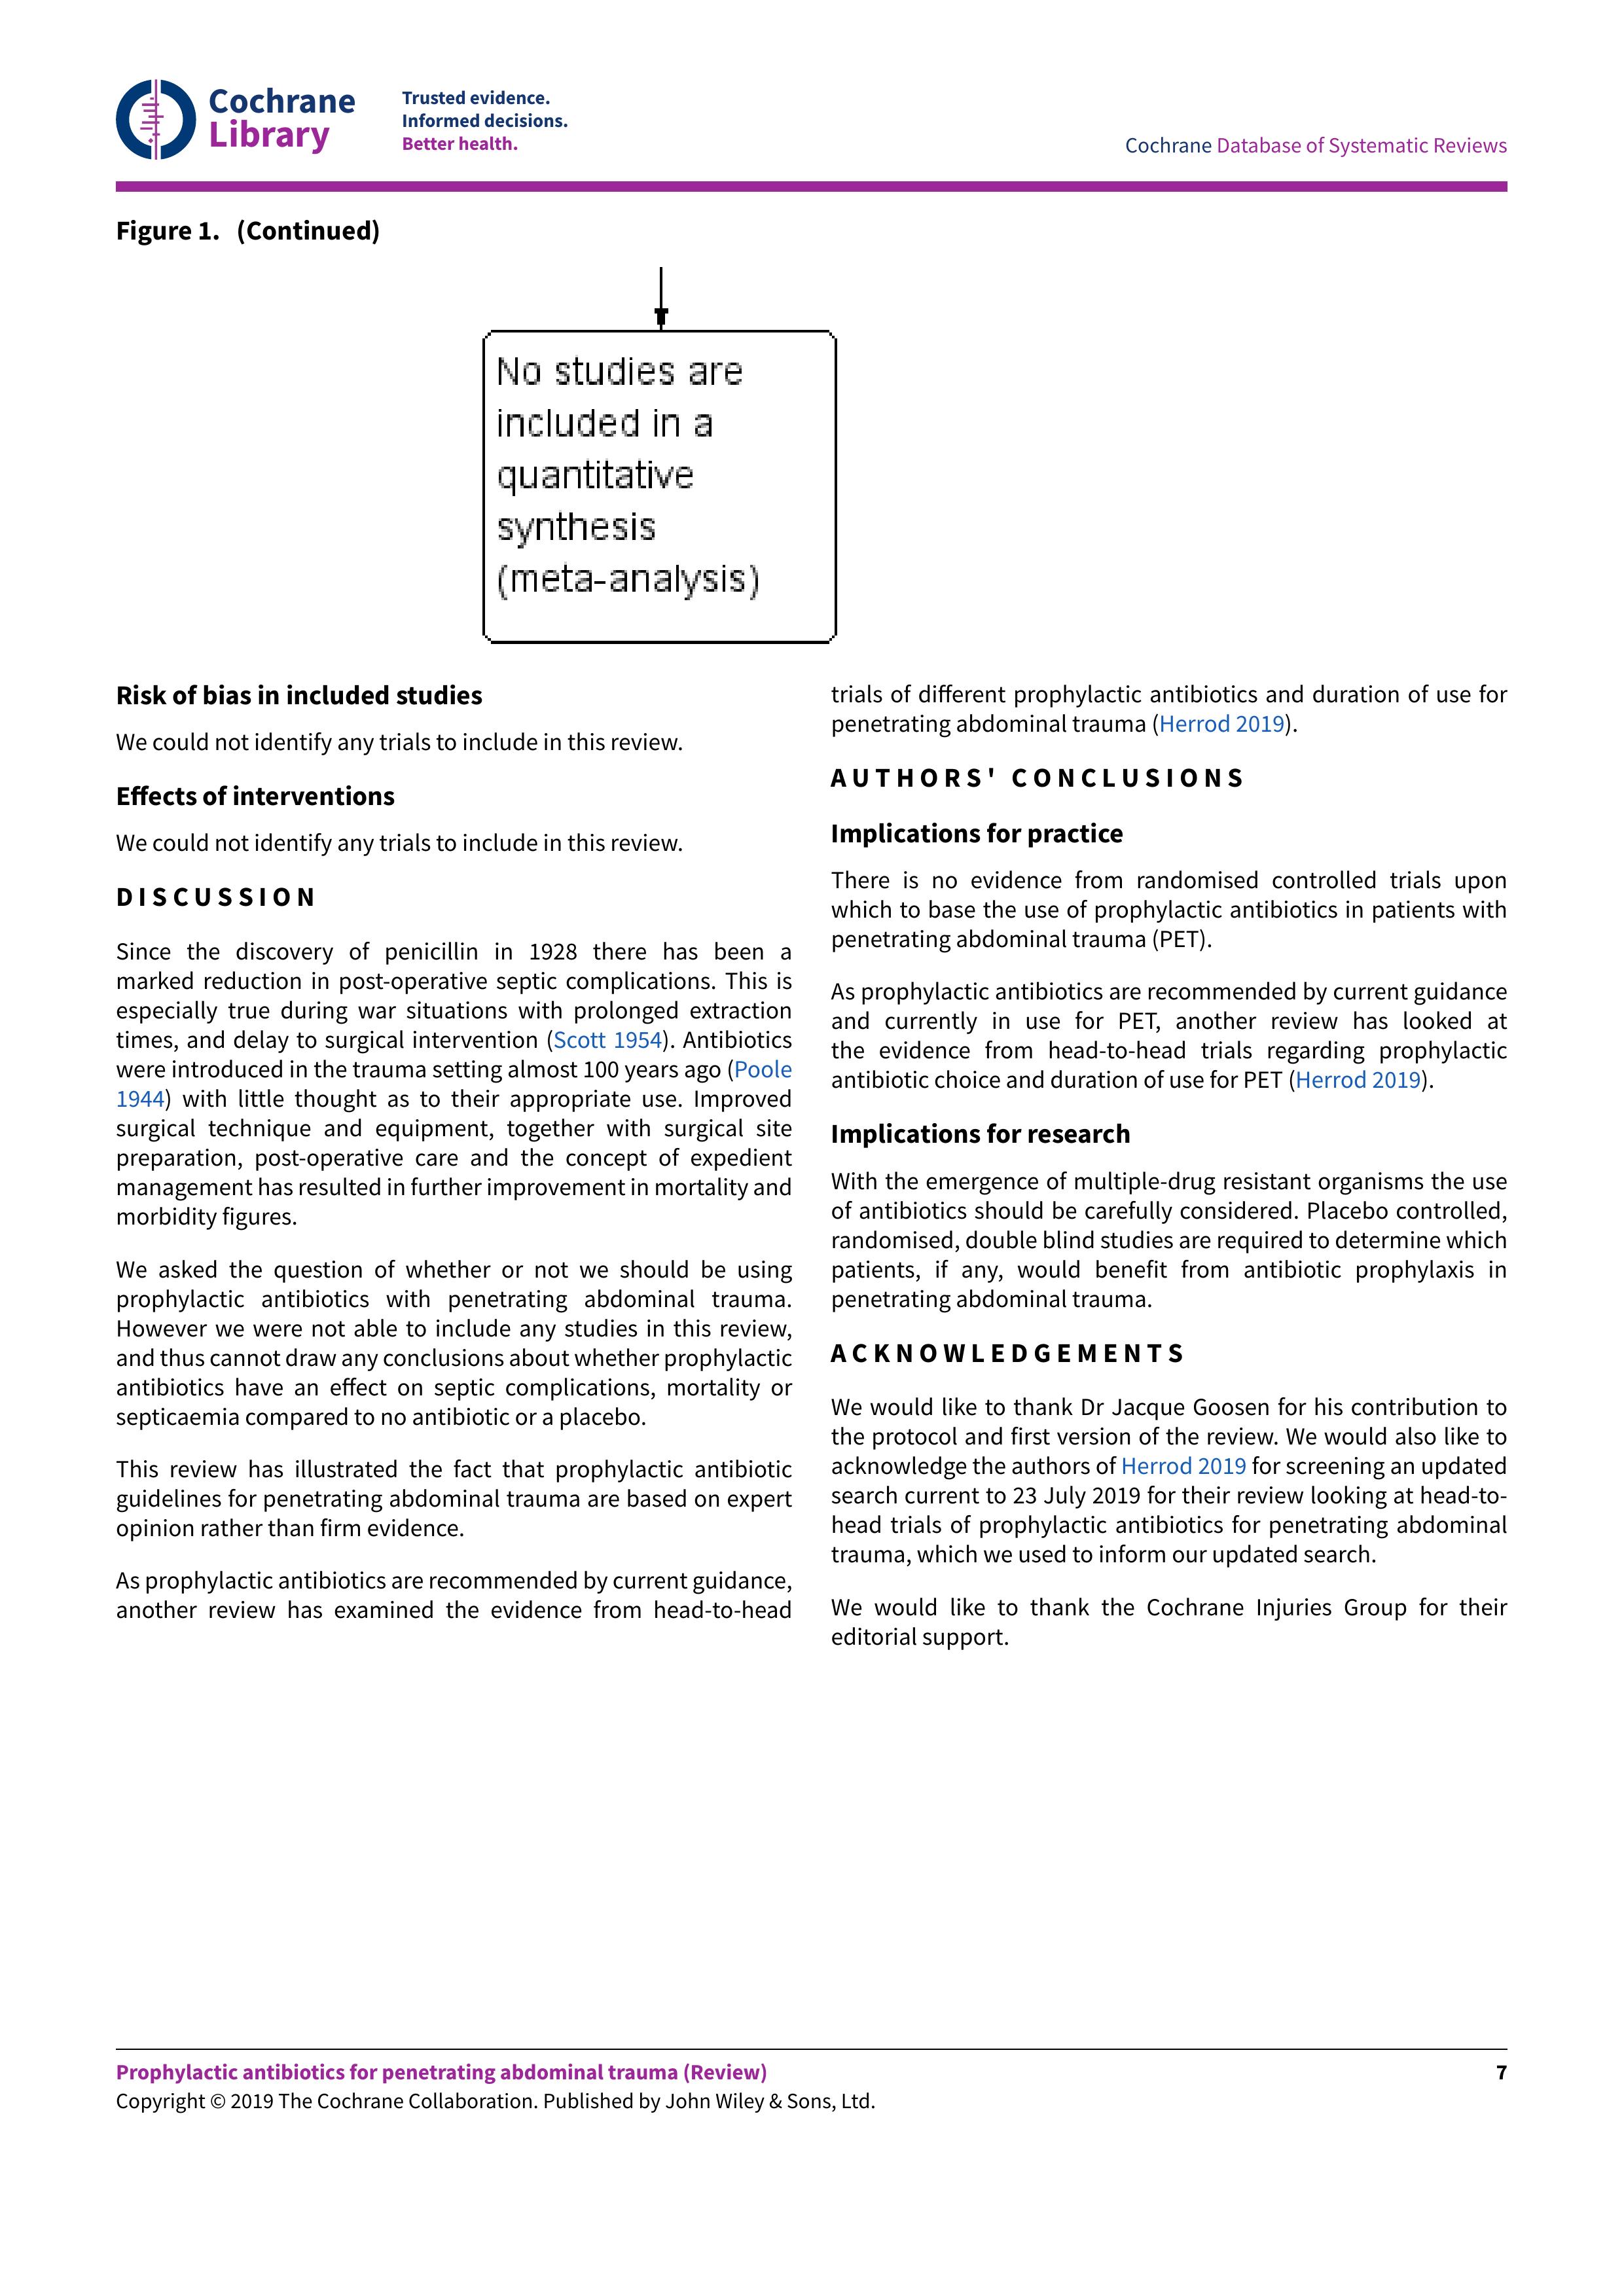 Cochrane
Library
Trusted evidence.
Informed decisions.
Better health.
Cochrane Database of Systematic Reviews
Figure 1. (Continued)
No studies are
included in a
quantitative
synthesis
(meta-analysis)
Risk of bias in included studies
We could not identify any trials to include in this review.
Effects of interventions
We could not identify any trials to include in this review.
DISCUSSION
Since the discovery of penicillin in 1928 there has been a
marked reduction in post-operative septic complications. This is
especially true during war situations with prolonged extraction
times, and delay to surgical intervention (Scott 1954). Antibiotics
were introduced in the trauma setting almost 100 years ago (Poole
1944) with little thought as to their appropriate use. Improved
surgical technique and equipment, together with surgical site
preparation, post-operative care and the concept of expedient
management has resulted in further improvement in mortality and
morbidity figures.
We asked the question of whether or not we should be using
prophylactic antibiotics with penetrating abdominal trauma.
However we were not able to include any studies in this review,
and thus cannot draw any conclusions about whether prophylactic
antibiotics have an effect on septic complications, mortality or
septicaemia compared to no antibiotic or a placebo.
This review has illustrated the fact that prophylactic antibiotic
guidelines for penetrating abdominal trauma are based on expert
opinion rather than firm evidence.
As prophylactic antibiotics are recommended by current guidance,
another review has examined the evidence from head-to-head
trials of different prophylactic antibiotics and duration of use for
penetrating abdominal trauma (Herrod 2019).
AUTHORS' CONCLUSIONS
Implications for practice
There is no evidence from randomised controlled trials upon
which to base the use of prophylactic antibiotics in patients with
penetrating abdominal trauma (PET).
As prophylactic antibiotics are recommended by current guidance
and currently in use for PET, another review has looked at
the evidence from head-to-head trials regarding prophylactic
antibiotic choice and duration of use for PET (Herrod 2019).
Implications for research
With the emergence of multiple-drug resistant organisms the use
of antibiotics should be carefully considered. Placebo controlled,
randomised, double blind studies are required to determine which
patients, if any, would benefit from antibiotic prophylaxis in
penetrating abdominal trauma.
ACKNOWLEDGEMENTS
We would like to thank Dr Jacque Goosen for his contribution to
the protocol and first version of the review. We would also like to
acknowledge the authors of Herrod 2019 for screening an updated
search current to 23 July 2019 for their review looking at head-to-
head trials of prophylactic antibiotics for penetrating abdominal
trauma, which we used to inform our updated search.
We would like to thank the Cochrane Injuries Group for their
editorial support.
Prophylactic antibiotics for penetrating abdominal trauma (Review)
7
Copyright © 2019 The Cochrane Collaboration. Published by John Wiley & Sons, Ltd.